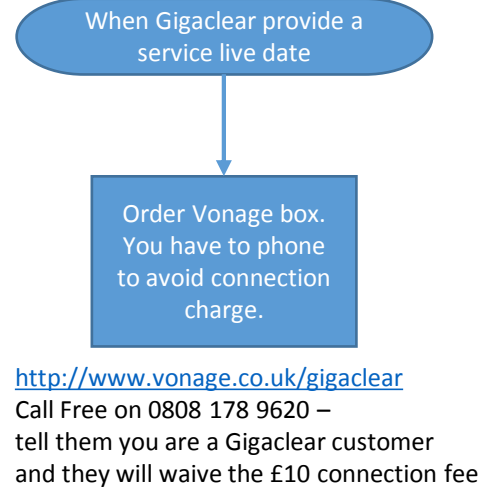 When Gigaclear provide a
service live date
Order Vonage box.
You have to phone
to avoid connection
charge.
http://www.vonage.co.uk/gigaclear
Call Free on 0808 178 9620 –
tell them you are a Gigaclear customer
and they will waive the £10 connection fee